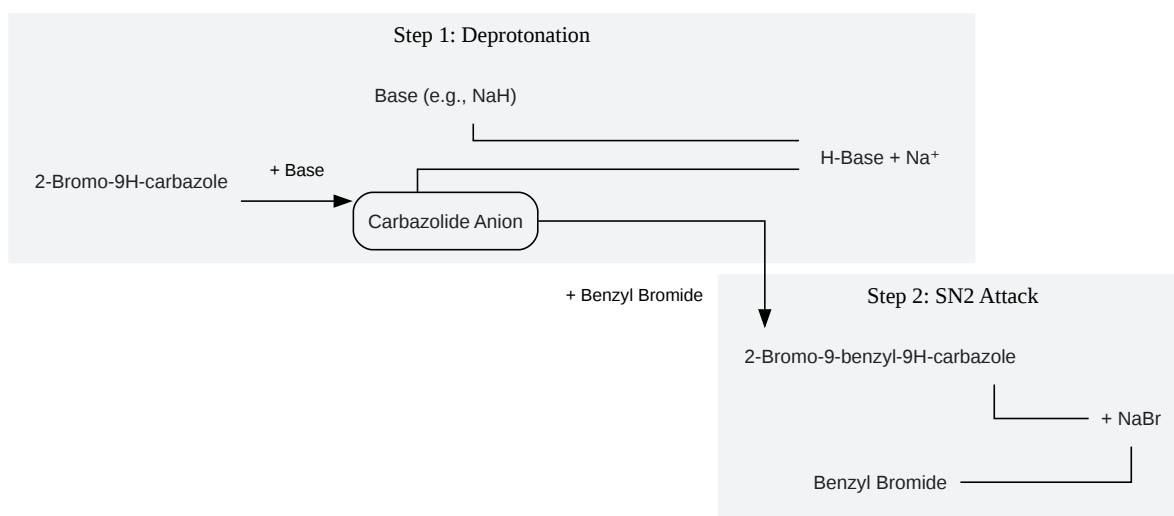 Step 1: Deprotonation
Base (e.g., NaH)
H-Base + Na⁺
+ Base
2-Bromo-9H-carbazole
Carbazolide Anion
+ Benzyl Bromide
Step 2: SN2 Attack
2-Bromo-9-benzyl-9H-carbazole
+ NaBr
Benzyl Bromide